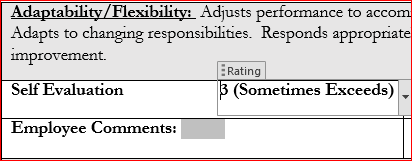 Adaptability/Flexibility: Adjusts performance to accom
Adapts to changing responsibilities. Responds appropriate
improvement.
Rating
Self Evaluation 3 (Sometimes Exceeds)
Employee Comments: